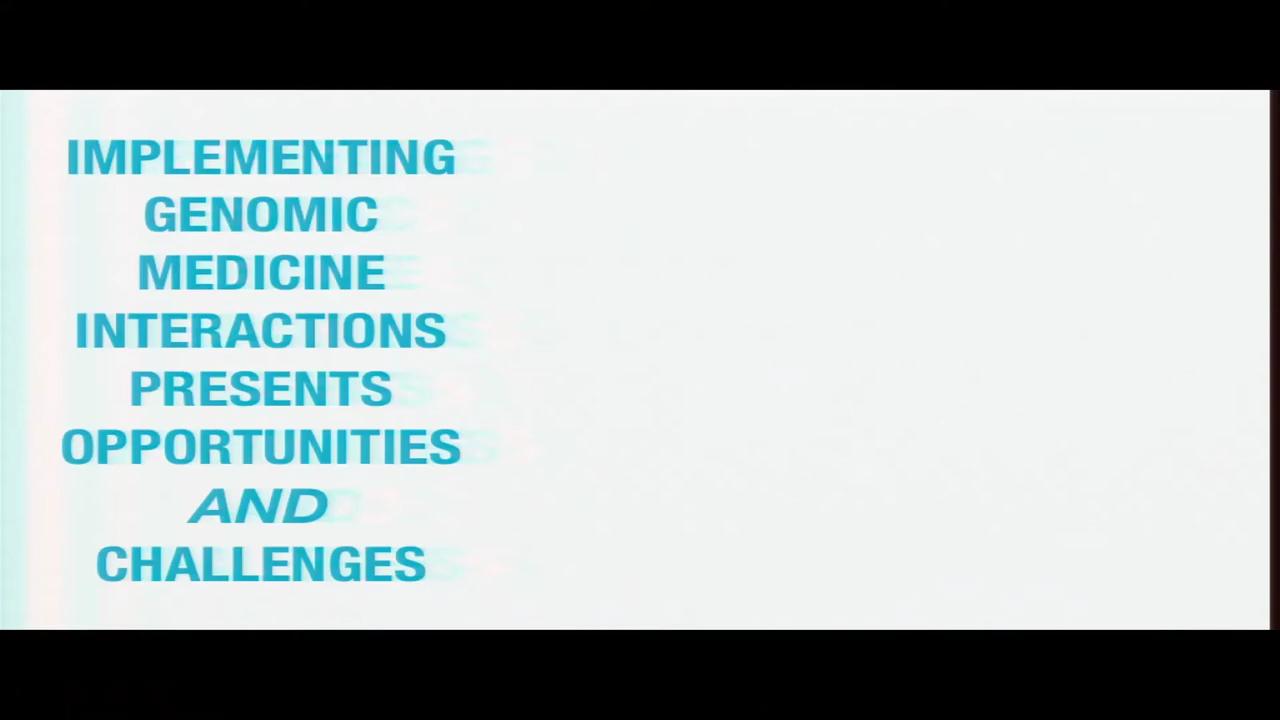 IMPLEMENTING
GENOMIC
MEDICINE
INTERACTIONS
PRESENTS
OPPORTUNITIES
AND
CHALLENGES